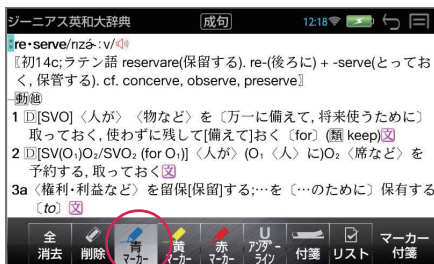 ジーニアス英和大辞典 成句 12:18
re・serve/rɪzə́ː:v/
〖初14c;ラテン語 reservare(保留する). re-(後ろに) + -serve(とってお
く, 保管する). cf. concerve, observe, preserve〗
動他
1 D[SVO]〈人が〉〈物など〉を〔万一に備えて, 将来使うために〕
取っておく, 使わずに残して[備えて]おく〔for〕(類 keep)文
2 D[SV(O₁)O₂/SVO₂ (for O₁)]〈人が〉(O₁〈人〉に)O₂〈席など〉を
予約する, 取っておく文
3a〈権利・利益など〉を留保[保留]する;…を〔…のために〕保有する
〔to〕文
全消去 削除 青マーカー 黄マーカー 赤マーカー U アンダーライン 付箋 リスト マーカー付箋